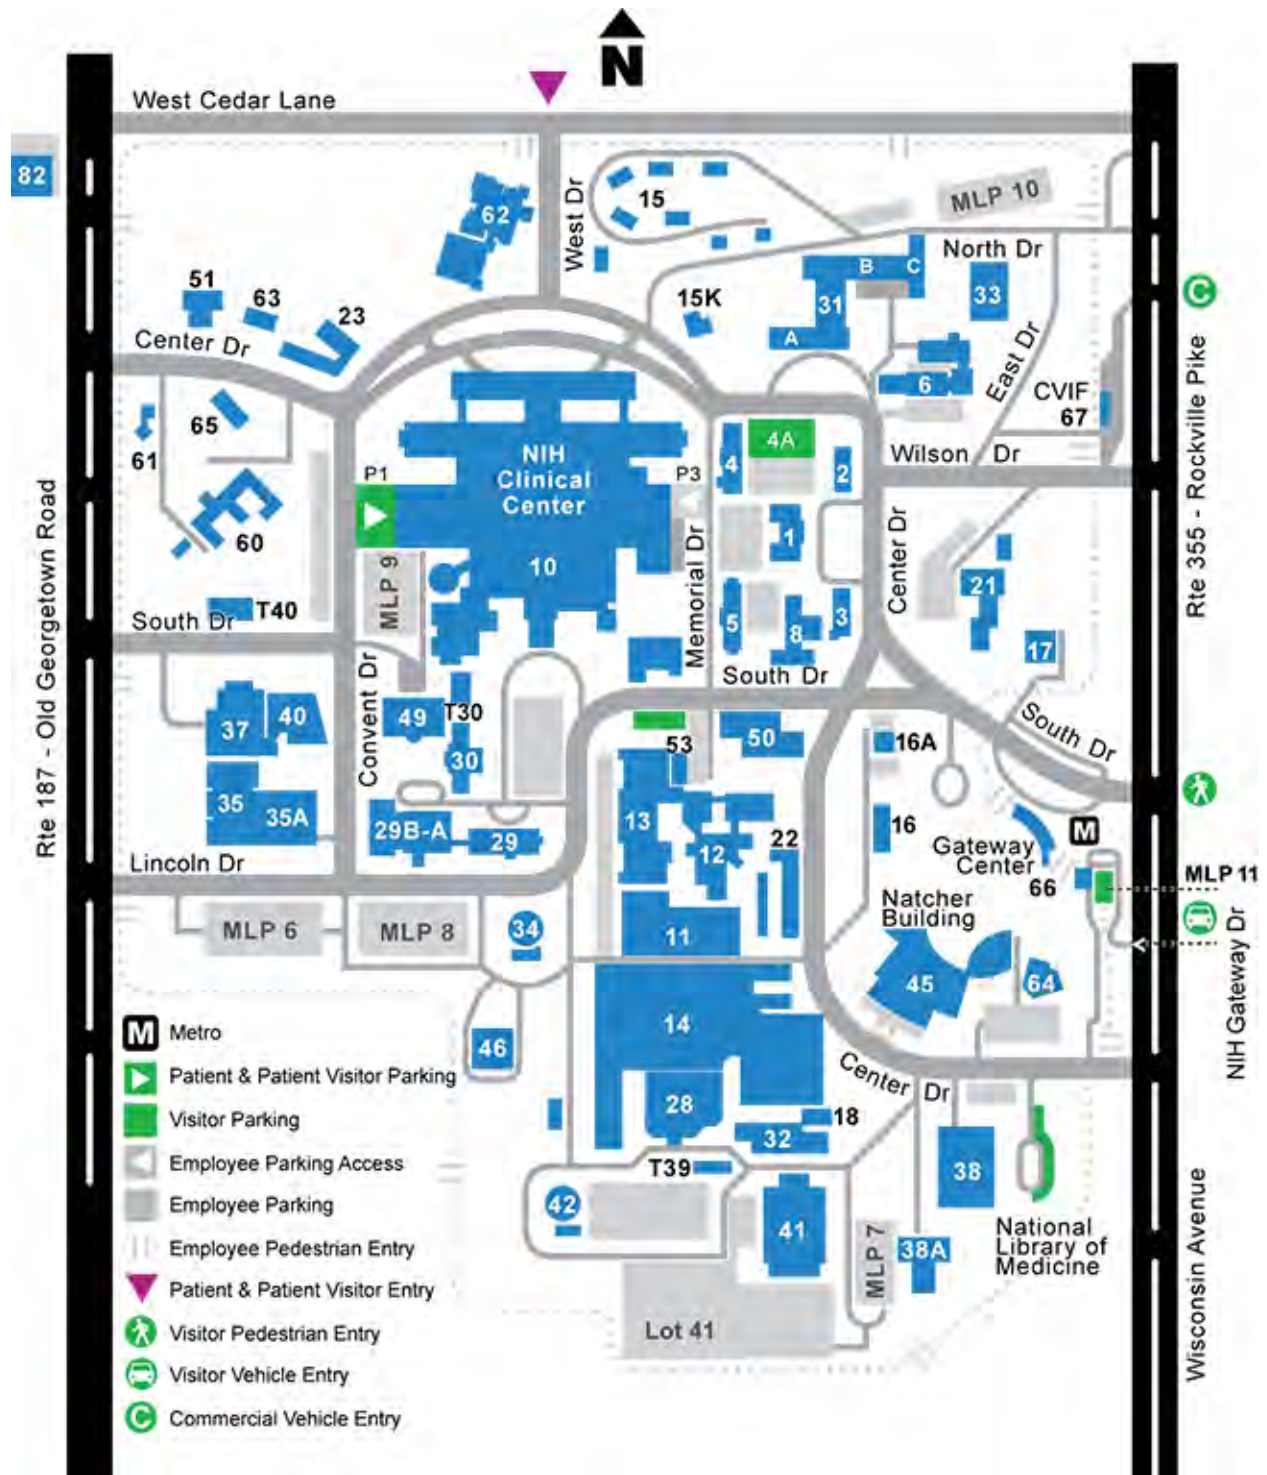 N
West Cedar Lane
82
62
West Dr
15
MLP 10
North Dr
B
C
31
33
A
15K
51
63
23
Center Dr
6
East Dr
CVIF
67
Rte 355 - Rockville Pike
C
65
61
60
P1
NIH
Clinical
Center
10
P3
4
4A
2
Wilson Dr
1
Memorial Dr
Center Dr
MLP 9
21
5
8
3
17
T40
South Dr
South Dr
South Dr
Rte 187 - Old Georgetown Road
37
40
Convent Dr
49
T30
30
53
50
16A
35
35A
29B-A
29
13
12
22
16
Gateway
Center
M
66
MLP 11
Lincoln Dr
MLP 6
MLP 8
34
11
Natcher
Building
45
64
NIH Gateway Dr
14
46
28
Center Dr
18
32
T39
38
42
41
MLP 7
38A
National
Library of
Medicine
Lot 41
Wisconsin Avenue
M Metro
Patient & Patient Visitor Parking
Visitor Parking
Employee Parking Access
Employee Parking
Employee Pedestrian Entry
Patient & Patient Visitor Entry
Visitor Pedestrian Entry
Visitor Vehicle Entry
C Commercial Vehicle Entry